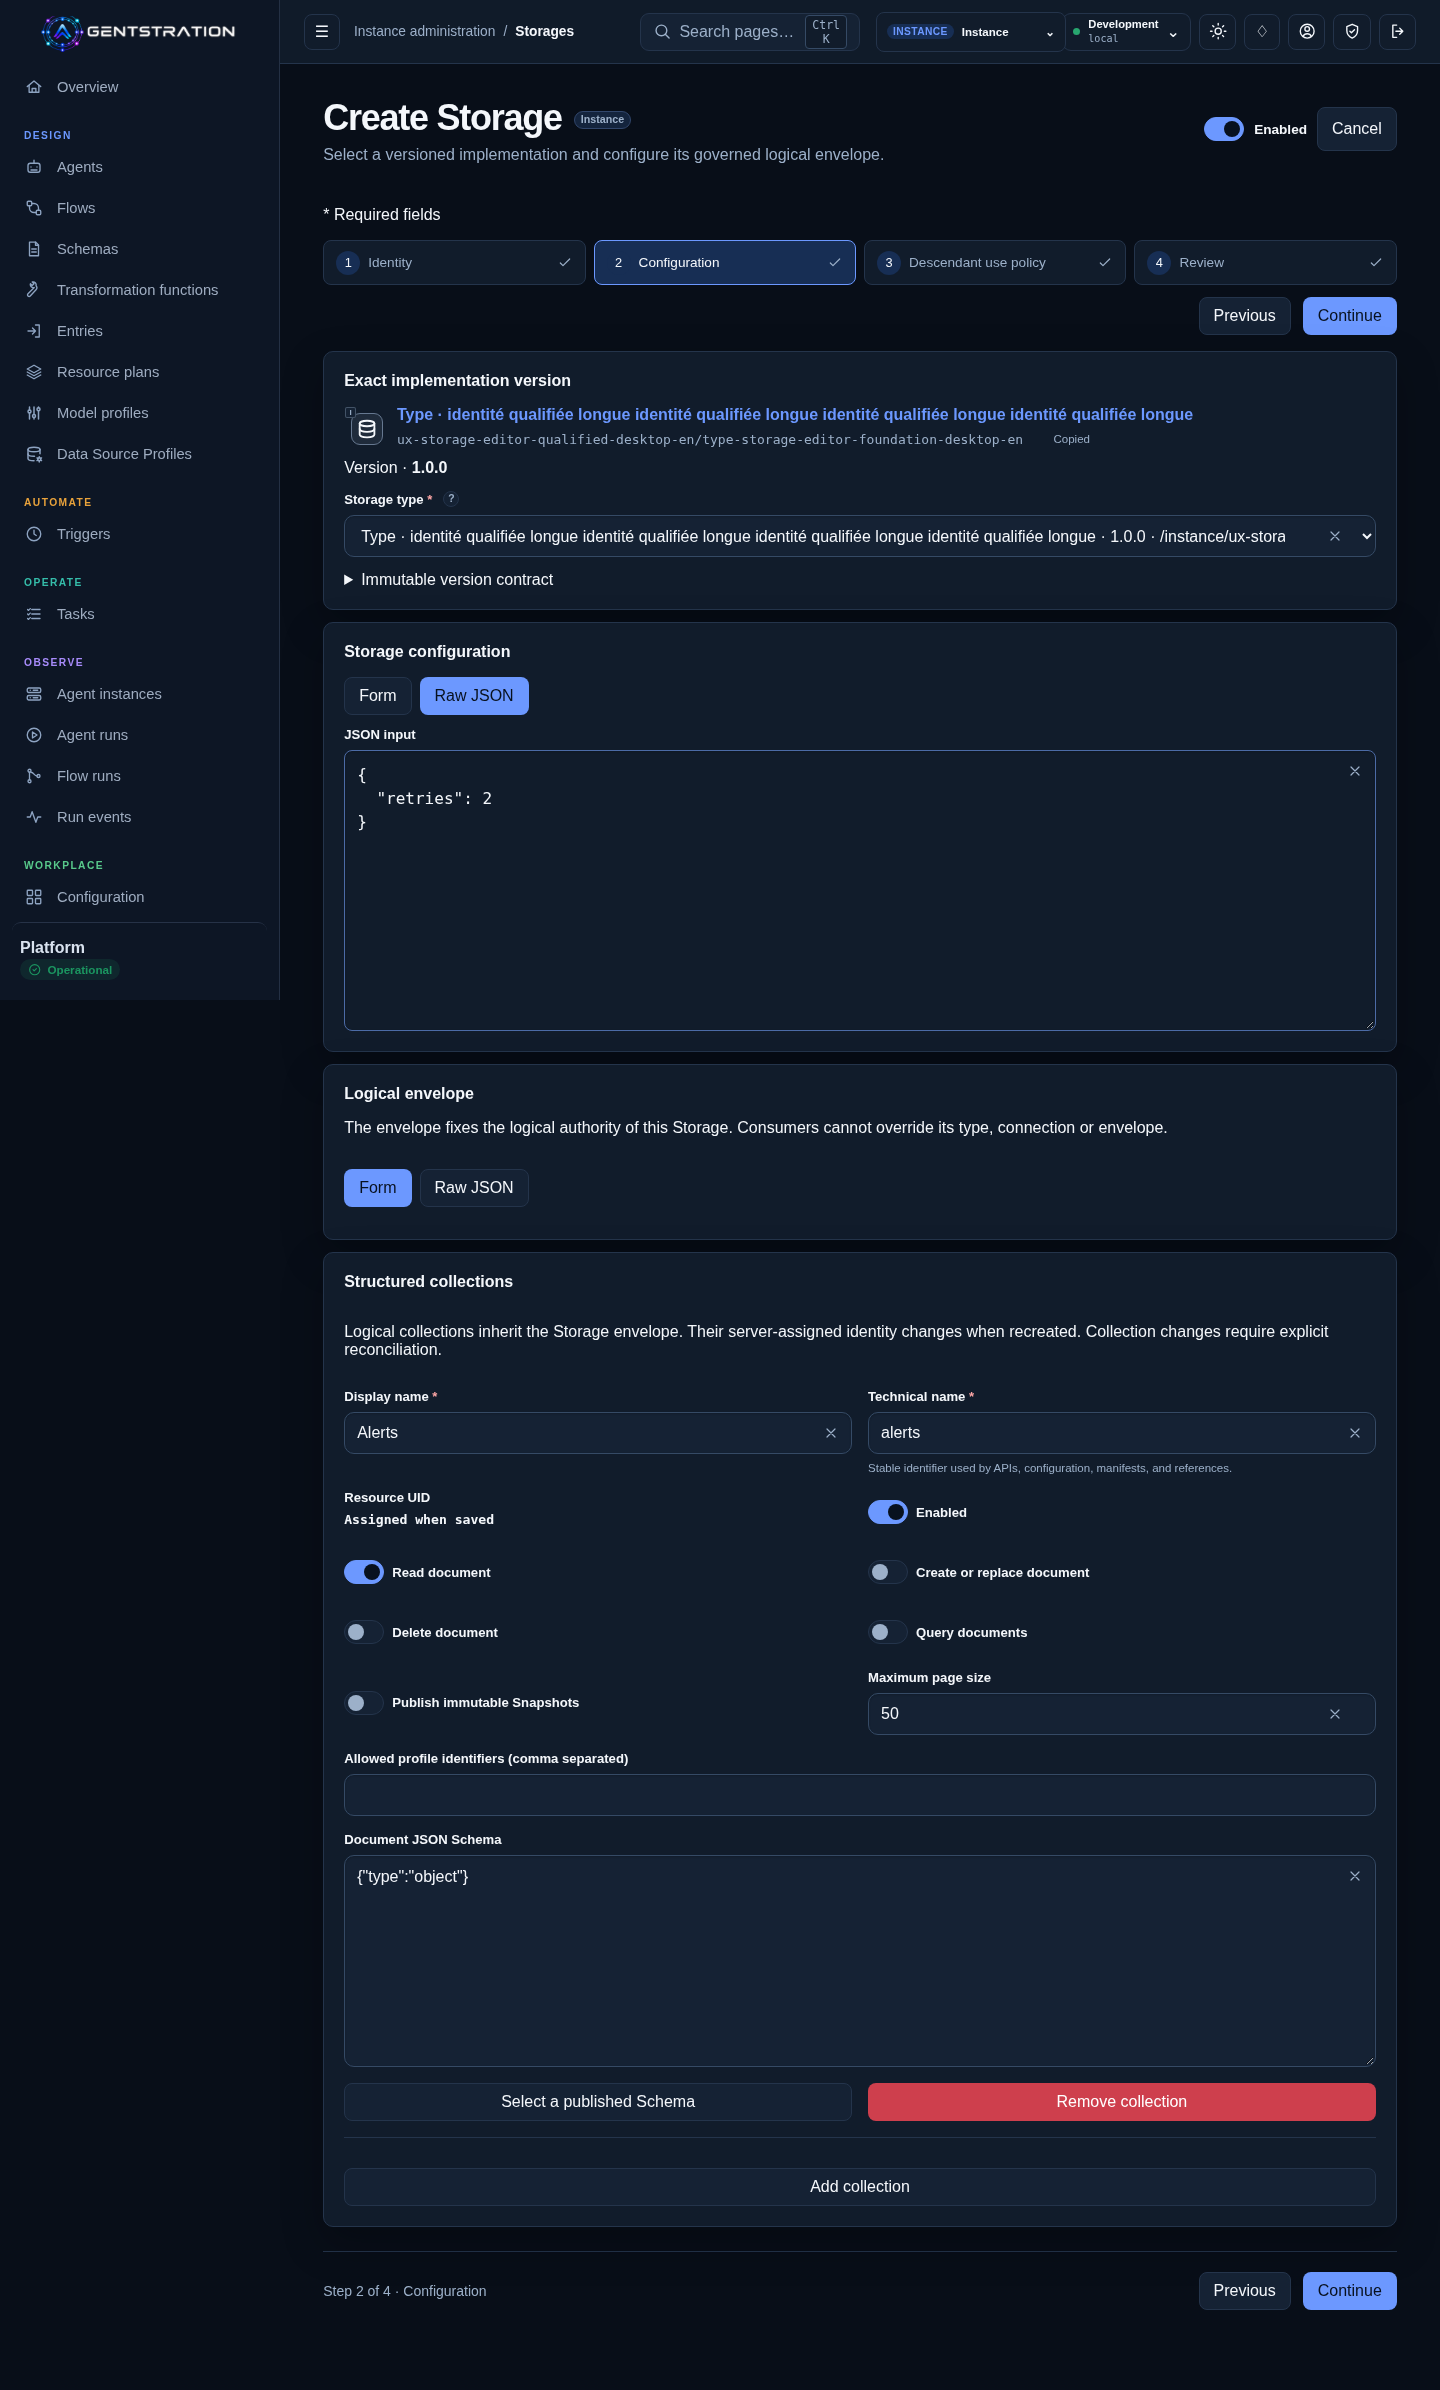 GENTSTRATION
☰
Instance administration / Storages
Search pages…
Ctrl K
INSTANCE Instance
Development
local
Overview
DESIGN
Agents
Flows
Schemas
Transformation functions
Entries
Resource plans
Model profiles
Data Source Profiles
AUTOMATE
Triggers
OPERATE
Tasks
OBSERVE
Agent instances
Agent runs
Flow runs
Run events
WORKPLACE
Configuration
Platform
Operational
Create Storage Instance
Select a versioned implementation and configure its governed logical envelope.
Enabled
Cancel
* Required fields
1 Identity
2 Configuration
3 Descendant use policy
4 Review
Previous
Continue
Exact implementation version
I
Type · identité qualifiée longue identité qualifiée longue identité qualifiée longue identité qualifiée longue
ux-storage-editor-qualified-desktop-en/type-storage-editor-foundation-desktop-en Copied
Version · 1.0.0
Storage type * ?
Type · identité qualifiée longue identité qualifiée longue identité qualifiée longue identité qualifiée longue · 1.0.0 · /instance/ux-stora
Immutable version contract
Storage configuration
Form
Raw JSON
JSON input
{
"retries": 2
}
Logical envelope
The envelope fixes the logical authority of this Storage. Consumers cannot override its type, connection or envelope.
Form
Raw JSON
Structured collections
Logical collections inherit the Storage envelope. Their server-assigned identity changes when recreated. Collection changes require explicit
reconciliation.
Display name *
Technical name *
Alerts
alerts
Stable identifier used by APIs, configuration, manifests, and references.
Resource UID
Assigned when saved
Enabled
Read document
Create or replace document
Delete document
Query documents
Publish immutable Snapshots
Maximum page size
50
Allowed profile identifiers (comma separated)
Document JSON Schema
{"type":"object"}
Select a published Schema
Remove collection
Add collection
Step 2 of 4 · Configuration
Previous
Continue